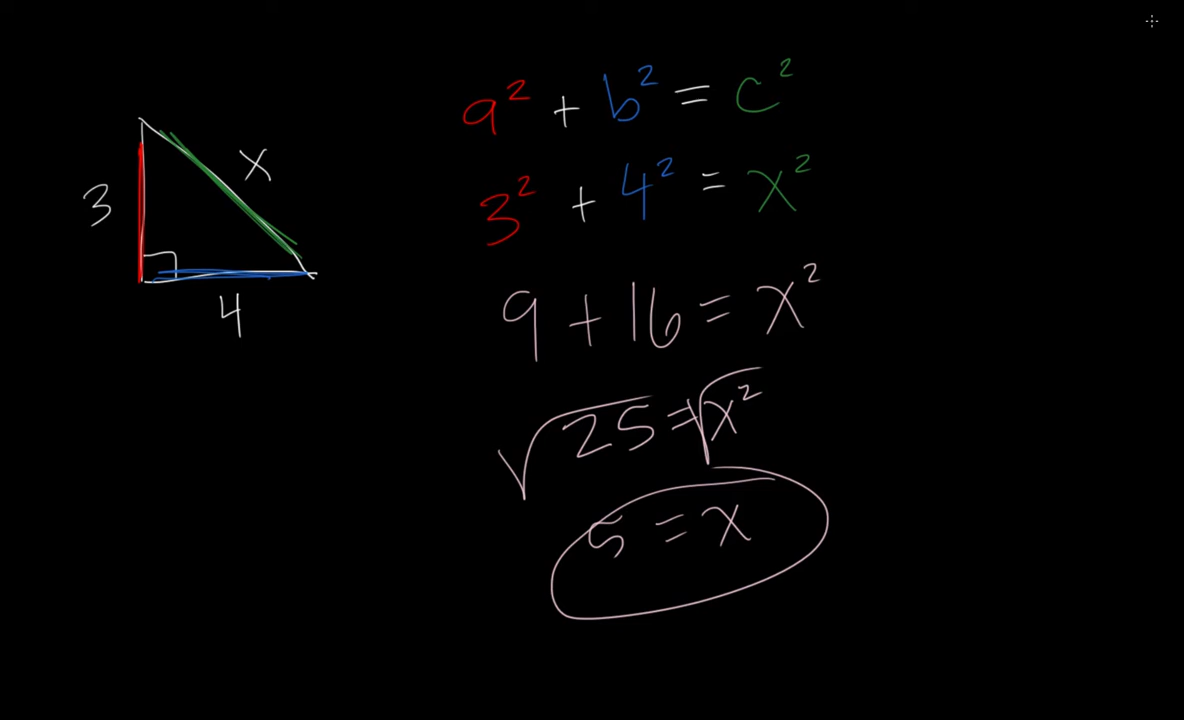 3
x
4
a² + b² = c²
3² + 4² = x²
9 + 16 = x²
√25 = √x²
5 = x